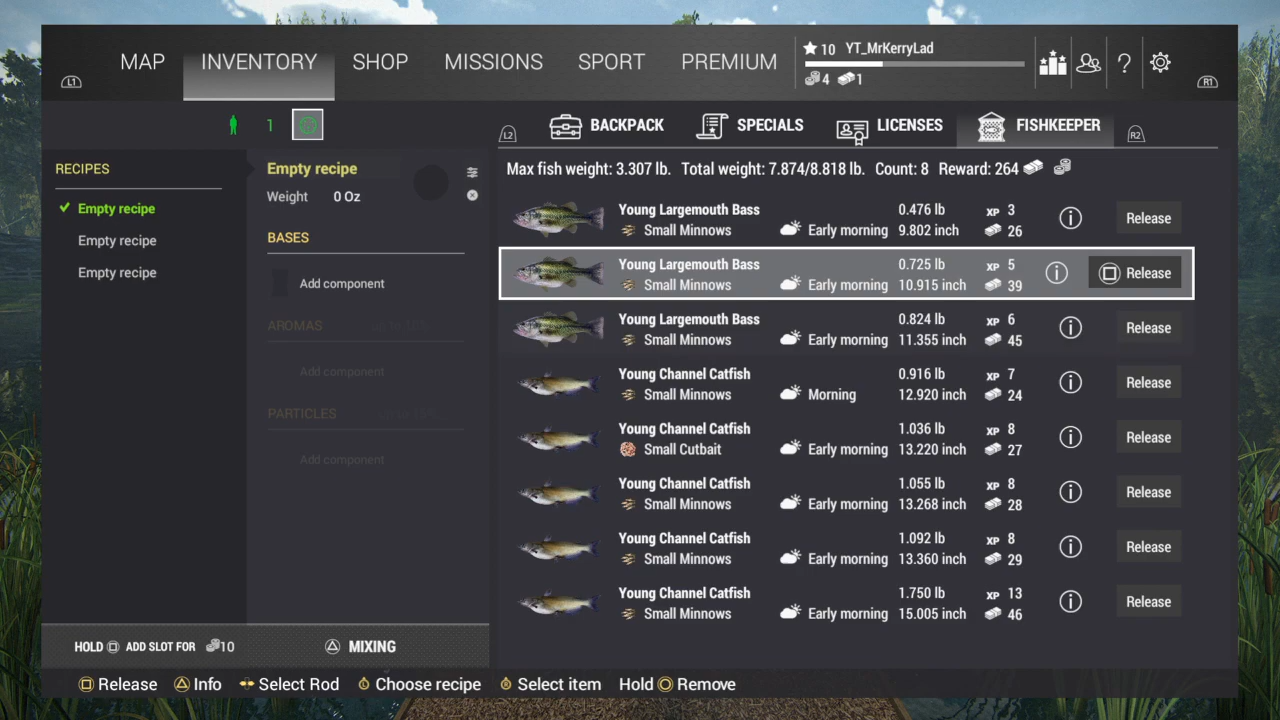 MAP INVENTORY SHOP MISSIONS SPORT PREMIUM
10 YT_MrKerryLad
4 1 ?
L1 R1
1
L2 BACKPACK SPECIALS LICENSES FISHKEEPER R2
RECIPES
Empty recipe
Empty recipe
Empty recipe
Empty recipe
Weight 0 Oz
BASES
Add component
AROMAS up to 10%
Add component
PARTICLES
Add component
Max fish weight: 3.307 lb. Total weight: 7.874/8.818 lb. Count: 8 Reward: 264
Young Largemouth Bass 0.476 lb XP 3
Small Minnows Early morning 9.802 inch 26 Release
Young Largemouth Bass 0.725 lb XP 5
Small Minnows Early morning 10.915 inch 39 Release
Young Largemouth Bass 0.824 lb XP 6
Small Minnows Early morning 11.355 inch 45 Release
Young Channel Catfish 0.916 lb XP 7
Small Minnows Morning 12.920 inch 24 Release
Young Channel Catfish 1.036 lb XP 8
Small Cutbait Early morning 13.220 inch 27 Release
Young Channel Catfish 1.055 lb XP 8
Small Minnows Early morning 13.268 inch 28 Release
Young Channel Catfish 1.092 lb XP 8
Small Minnows Early morning 13.360 inch 29 Release
Young Channel Catfish 1.750 lb XP 13
Small Minnows Early morning 15.005 inch 46 Release
HOLD ADD SLOT FOR 10 MIXING
Release Info Select Rod Choose recipe Select item Hold Remove